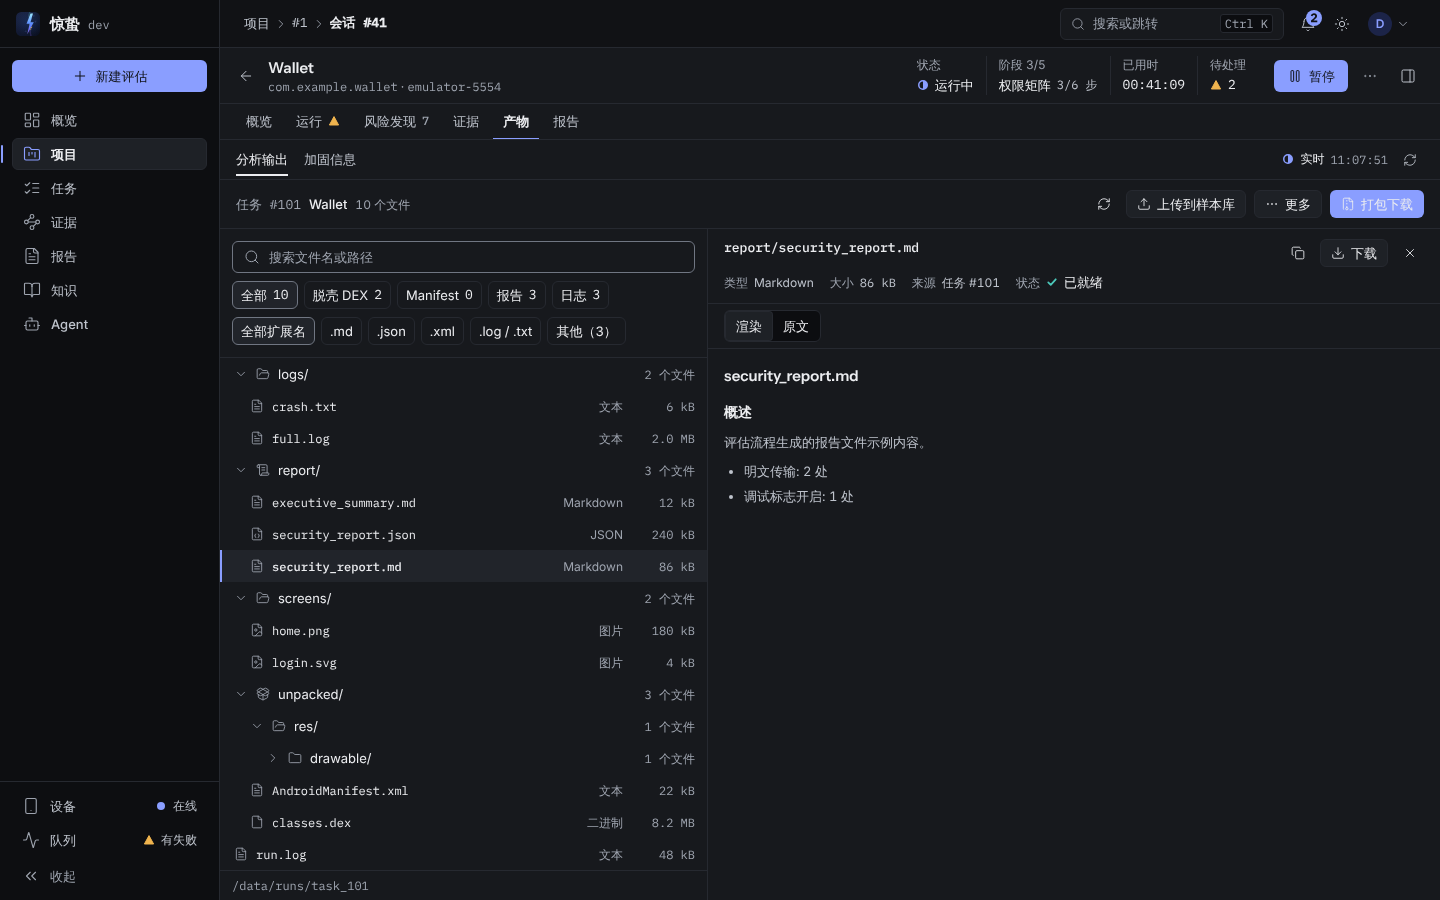 惊蛰 dev
项目 #1 会话 #41
搜索或跳转 Ctrl K
2
D
新建评估
概览
项目
任务
证据
报告
知识
Agent
设备 在线
队列 有失败
收起
Wallet
com.example.wallet·emulator-5554
状态 阶段 3/5 已用时 待处理
运行中 权限矩阵 3/6 步 00:41:09 2
暂停
概览 运行 风险发现 7 证据 产物 报告
分析输出 加固信息
实时 11:07:51
任务 #101 Wallet 10 个文件
上传到样本库 更多 打包下载
搜索文件名或路径
全部 10 脱壳 DEX 2 Manifest 0 报告 3 日志 3
全部扩展名 .md .json .xml .log / .txt 其他（3）
logs/ 2 个文件
crash.txt 文本 6 kB
full.log 文本 2.0 MB
report/ 3 个文件
executive_summary.md Markdown 12 kB
security_report.json JSON 240 kB
security_report.md Markdown 86 kB
screens/ 2 个文件
home.png 图片 180 kB
login.svg 图片 4 kB
unpacked/ 3 个文件
res/ 1 个文件
drawable/ 1 个文件
AndroidManifest.xml 文本 22 kB
classes.dex 二进制 8.2 MB
run.log 文本 48 kB
/data/runs/task_101
report/security_report.md
下载
类型 Markdown 大小 86 kB 来源 任务 #101 状态 已就绪
渲染 原文
security_report.md
概述
评估流程生成的报告文件示例内容。
• 明文传输: 2 处
• 调试标志开启: 1 处